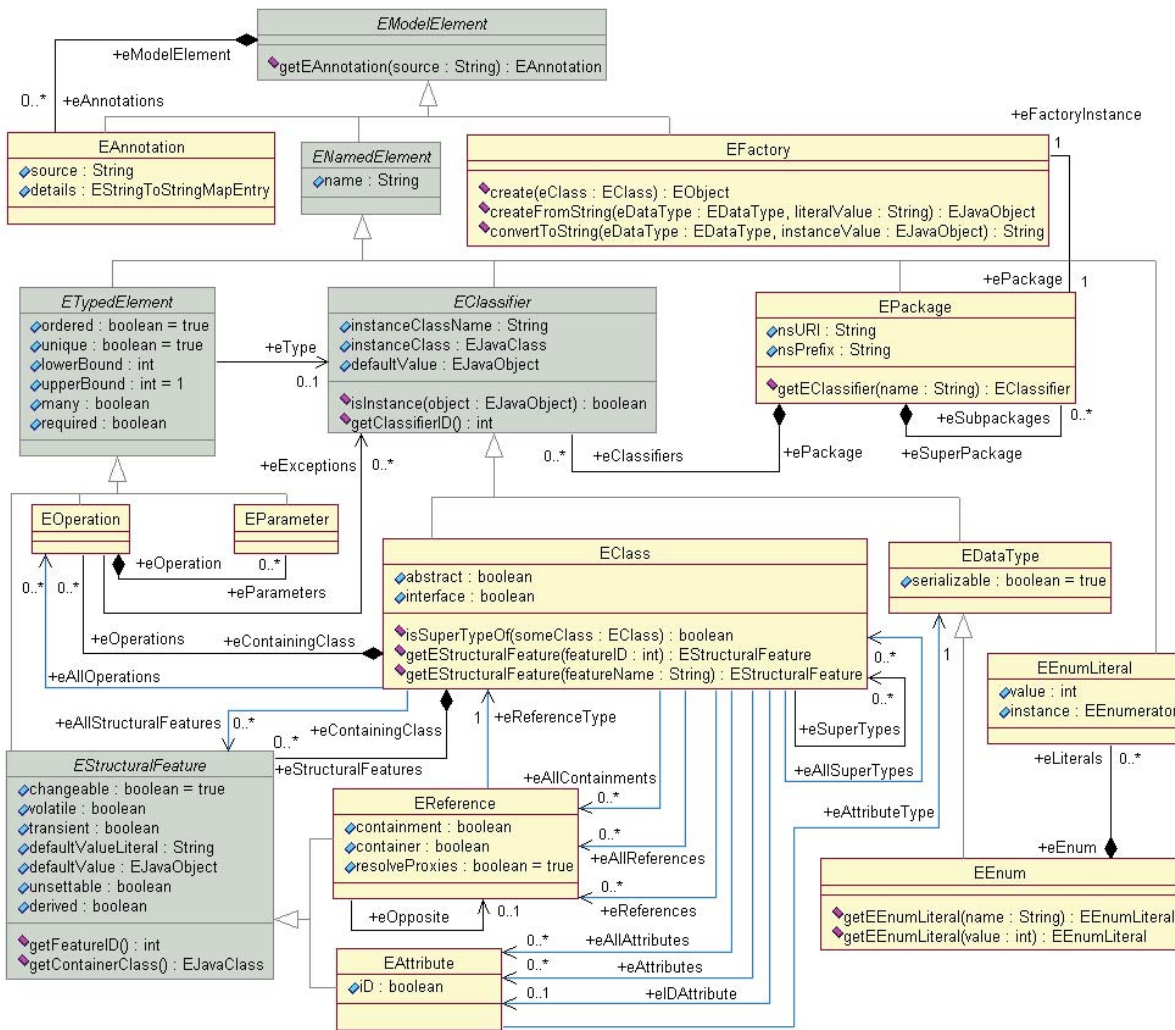 EModelElement
getEAnnotation(source : String) : EAnnotation
+eModelElement
0..*
+eAnnotations
+eFactoryInstance
1
EAnnotation
source : String
details : EStringToStringMapEntry
ENamedElement
name : String
EFactory
create(eClass : EClass) : EObject
createFromString(eDataType : EDataType, literalValue : String) : EJavaObject
convertToString(eDataType : EDataType, instanceValue : EJavaObject) : String
+ePackage
1
ETypedElement
ordered : boolean = true
unique : boolean = true
lowerBound : int
upperBound : int = 1
many : boolean
required : boolean
+eType
0..1
EClassifier
instanceClassName : String
instanceClass : EJavaClass
defaultValue : EJavaObject
isInstance(object : EJavaObject) : boolean
getClassifierID() : int
EPackage
nsURI : String
nsPrefix : String
getEClassifier(name : String) : EClassifier
+eSubpackages
0..*
+eSuperPackage
+eExceptions
0..*
0..*
+eClassifiers
+ePackage
EOperation
EParameter
+eOperation
0..*
0..*
0..*
+eParameters
+eOperations
+eContainingClass
+eAllOperations
EClass
abstract : boolean
interface : boolean
isSuperTypeOf(someClass : EClass) : boolean
getEStructuralFeature(featureID : int) : EStructuralFeature
getEStructuralFeature(featureName : String) : EStructuralFeature
0..*
0..*
+eSuperTypes
+eAllSuperTypes
EDataType
serializable : boolean = true
1
+eAttributeType
EEnumLiteral
value : int
instance : EEnumerator
+eLiterals
0..*
+eEnum
EEnum
getEEnumLiteral(name : String) : EEnumLiteral
getEEnumLiteral(value : int) : EEnumLiteral
+eAllStructuralFeatures
0..*
0..*
+eContainingClass
+eStructuralFeatures
1
+eReferenceType
EStructuralFeature
changeable : boolean = true
volatile : boolean
transient : boolean
defaultValueLiteral : String
defaultValue : EJavaObject
unsettable : boolean
derived : boolean
getFeatureID() : int
getContainerClass() : EJavaClass
+eAllContainments
0..*
EReference
containment : boolean
container : boolean
resolveProxies : boolean = true
0..*
+eAllReferences
0..*
+eReferences
+eOpposite
0..1
+eAllAttributes
0..*
EAttribute
iD : boolean
0..*
+eAttributes
0..1
+eIDAttribute